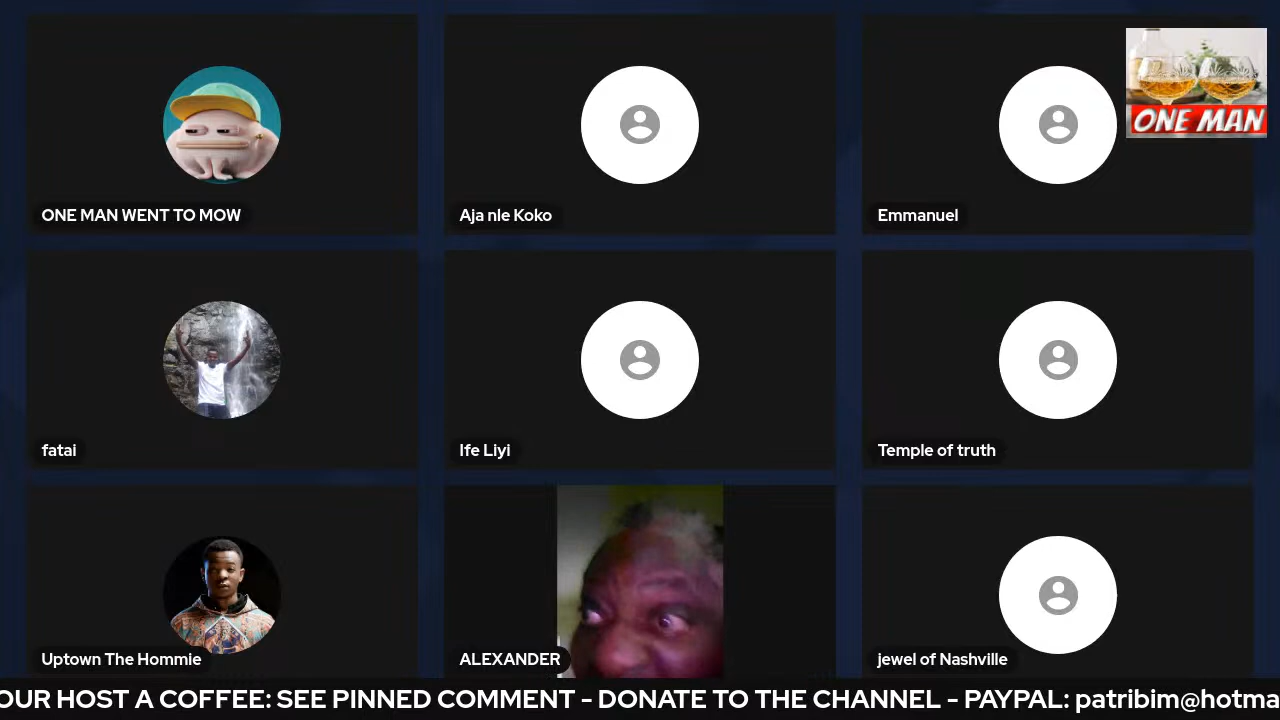 ONE MAN
ONE MAN WENT TO MOW
Aja nle Koko
Emmanuel
fatai
Ife Liyi
Temple of truth
Uptown The Hommie
ALEXANDER
jewel of Nashville
OUR HOST A COFFEE: SEE PINNED COMMENT - DONATE TO THE CHANNEL - PAYPAL: patribim@hotma